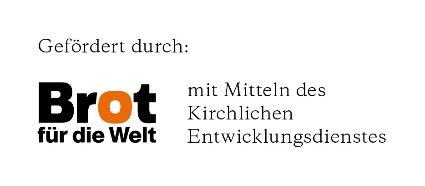 Gefördert durch:
Brot
für die Welt
mit Mitteln des
Kirchlichen
Entwicklungsdienstes